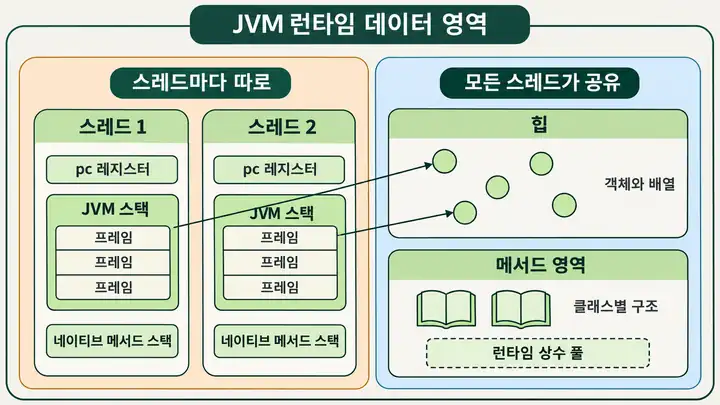 JVM 런타임 데이터 영역
스레드마다 따로
스레드 1
pc 레지스터
JVM 스택
프레임
프레임
프레임
네이티브 메서드 스택
스레드 2
pc 레지스터
JVM 스택
프레임
프레임
프레임
네이티브 메서드 스택
모든 스레드가 공유
힙
객체와 배열
메서드 영역
클래스별 구조
런타임 상수 풀